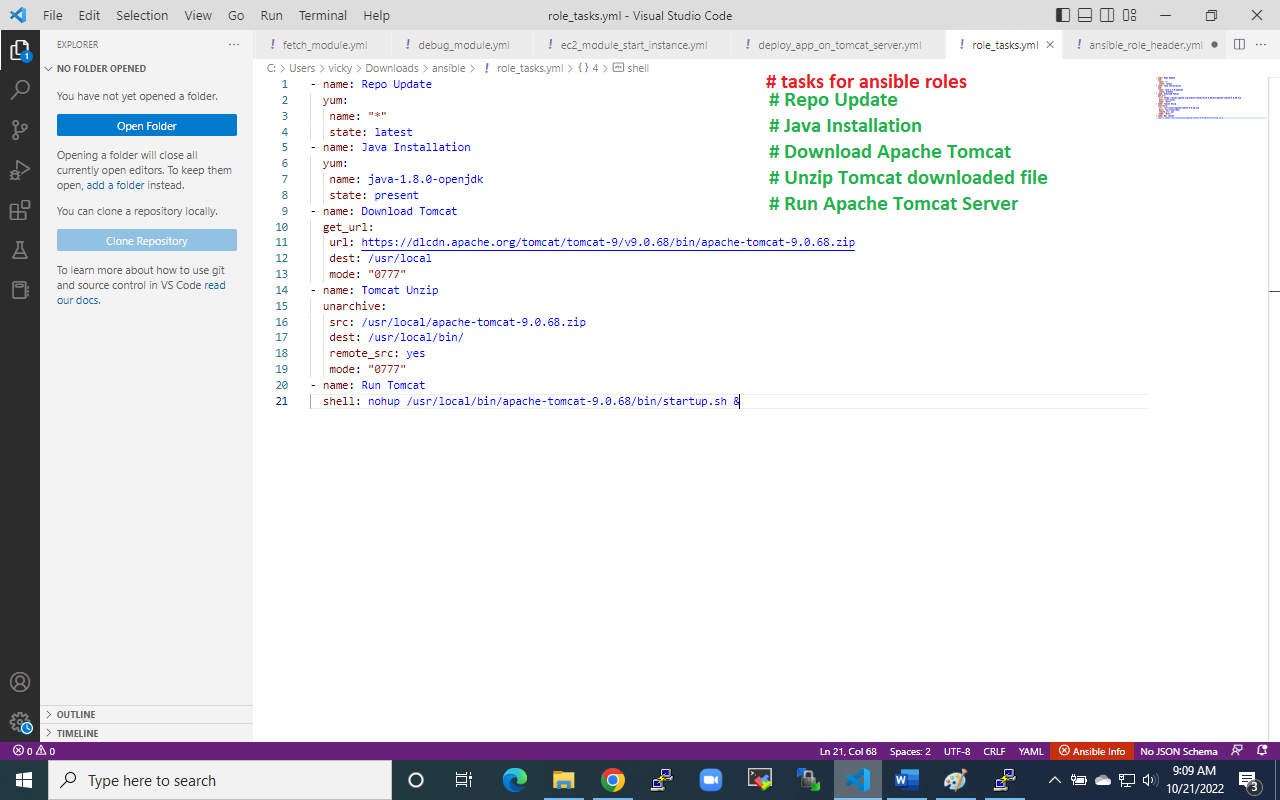 File Edit Selection View Go Run Terminal Help role_tasks.yml - Visual Studio Code
EXPLORER ···
! fetch_module.yml ! debug_module.yml ! ec2_module_start_instance.yml ! deploy_app_on_tomcat_server.yml ! role_tasks.yml × ! ansible_role_header.yml ●
C: > Users > vicky > Downloads > ansible > ! role_tasks.yml > { } 4 > shell
NO FOLDER OPENED
You have not yet opened a folder.
Open Folder
Opening a folder will close all
currently open editors. To keep them
open, add a folder instead.
You can clone a repository locally.
Clone Repository
To learn more about how to use git
and source control in VS Code read
our docs.
OUTLINE
TIMELINE
1 - name: Repo Update
2 yum:
3 name: "*"
4 state: latest
5 - name: Java Installation
6 yum:
7 name: java-1.8.0-openjdk
8 state: present
9 - name: Download Tomcat
10 get_url:
11 url: https://dlcdn.apache.org/tomcat/tomcat-9/v9.0.68/bin/apache-tomcat-9.0.68.zip
12 dest: /usr/local
13 mode: "0777"
14 - name: Tomcat Unzip
15 unarchive:
16 src: /usr/local/apache-tomcat-9.0.68.zip
17 dest: /usr/local/bin/
18 remote_src: yes
19 mode: "0777"
20 - name: Run Tomcat
21 shell: nohup /usr/local/bin/apache-tomcat-9.0.68/bin/startup.sh &
# tasks for ansible roles
# Repo Update
# Java Installation
# Download Apache Tomcat
# Unzip Tomcat downloaded file
# Run Apache Tomcat Server
1
0 0 Ln 21, Col 68 Spaces: 2 UTF-8 CRLF YAML Ansible Info No JSON Schema
Type here to search
9:09 AM
10/21/2022
3